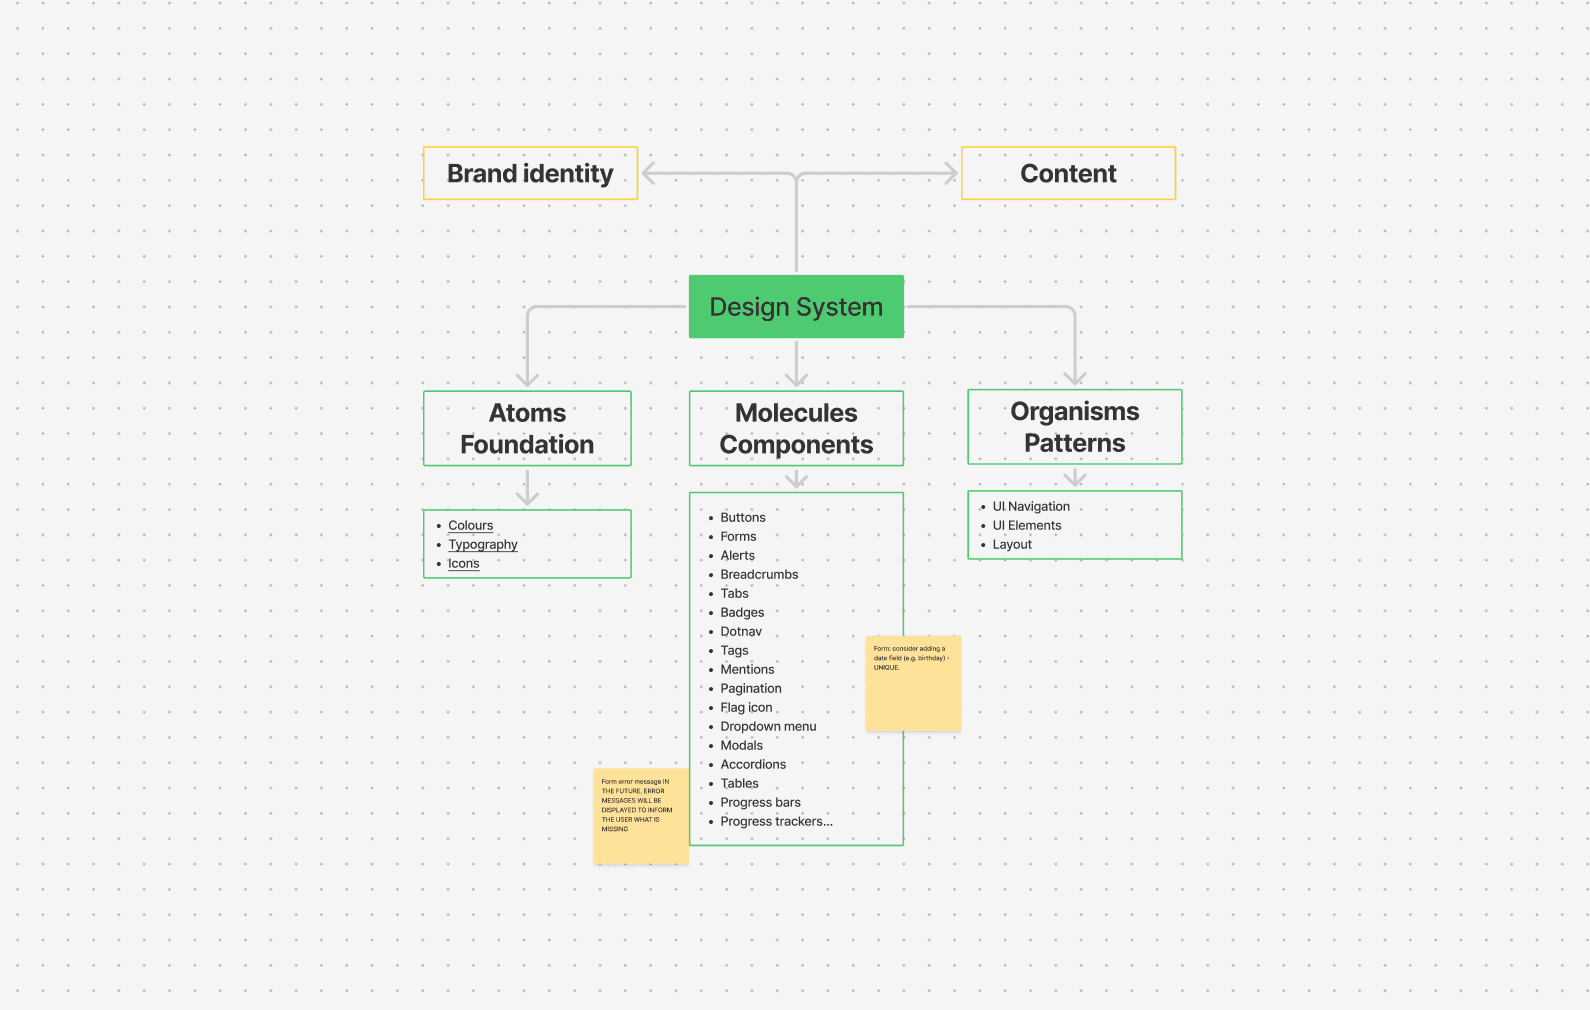 Brand identity
Content
Design System
Atoms
Foundation
Molecules
Components
Organisms
Patterns
• Colours
• Typography
• Icons
• Buttons
• Forms
• Alerts
• Breadcrumbs
• Tabs
• Badges
• Dotnav
• Tags
• Mentions
• Pagination
• Flag icon
• Dropdown menu
• Modals
• Accordions
• Tables
• Progress bars
• Progress trackers...
• UI Navigation
• UI Elements
• Layout
Form: consider adding a
date field (e.g. birthday) -
UNIQUE.
Form error message IN
THE FUTURE, ERROR
MESSAGES WILL BE
DISPLAYED TO INFORM
THE USER WHAT IS
MISSING